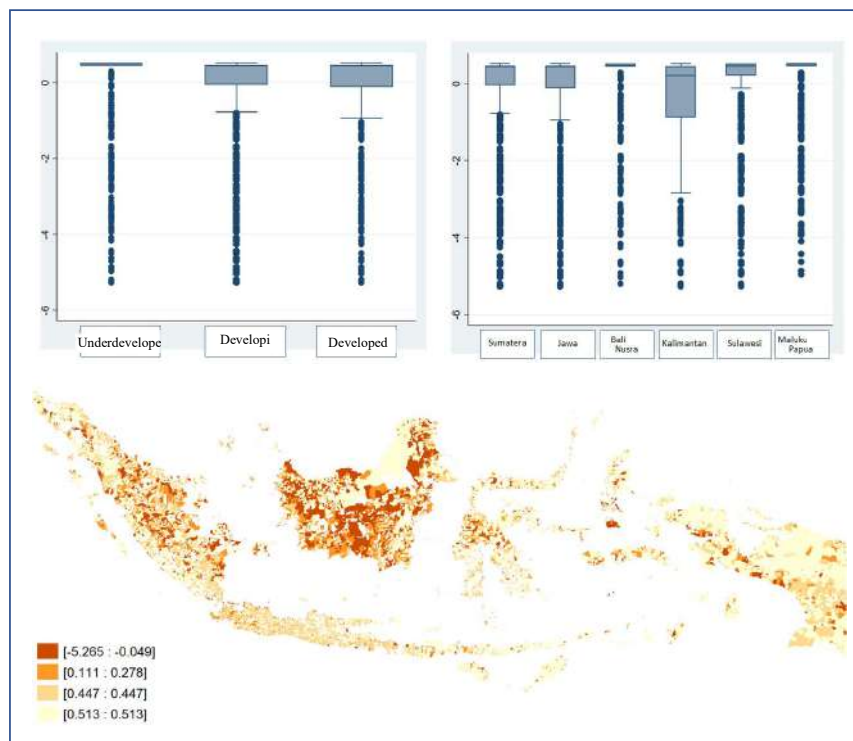 0
-2
-4
-6
Underdevelope
Developi
Developed
0
-2
-4
-6
Sumatera
Jawa
Bali
Nusra
Kalimantan
Sulawesi
Maluku
Papua
[-5.265 : -0.049]
[0.111 : 0.278]
[0.447 : 0.447]
[0.513 : 0.513]